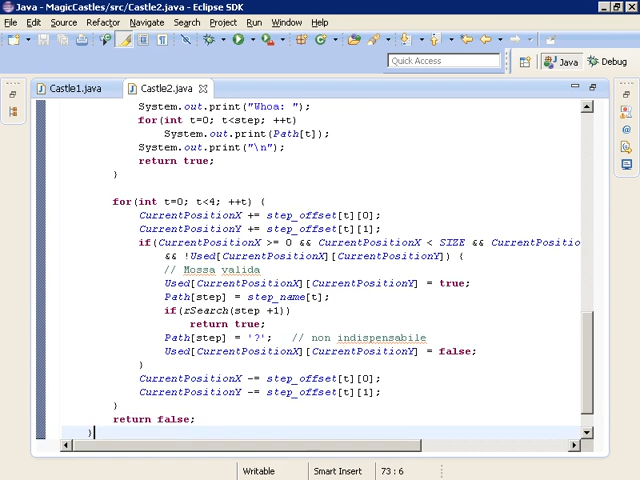 Java - MagicCastles/src/Castle2.java - Eclipse SDK
File Edit Source Refactor Navigate Search Project Run Window Help
Quick Access
Java
Debug
Castle1.java
Castle2.java
System.out.print("Whoa: ");
for(int t=0; t<step; ++t)
System.out.print(Path[t]);
System.out.print("\n");
return true;
}
for(int t=0; t<4; ++t) {
CurrentPositionX += step_offset[t][0];
CurrentPositionY += step_offset[t][1];
if(CurrentPositionX >= 0 && CurrentPositionX < SIZE && CurrentPositio
&& !Used[CurrentPositionX][CurrentPositionY]) {
// Mossa valida
Used[CurrentPositionX][CurrentPositionY] = true;
Path[step] = step_name[t];
if(rSearch(step +1))
return true;
Path[step] = '?'; // non indispensabile
Used[CurrentPositionX][CurrentPositionY] = false;
}
CurrentPositionX -= step_offset[t][0];
CurrentPositionY -= step_offset[t][1];
}
return false;
}
Writable
Smart Insert
73 : 6